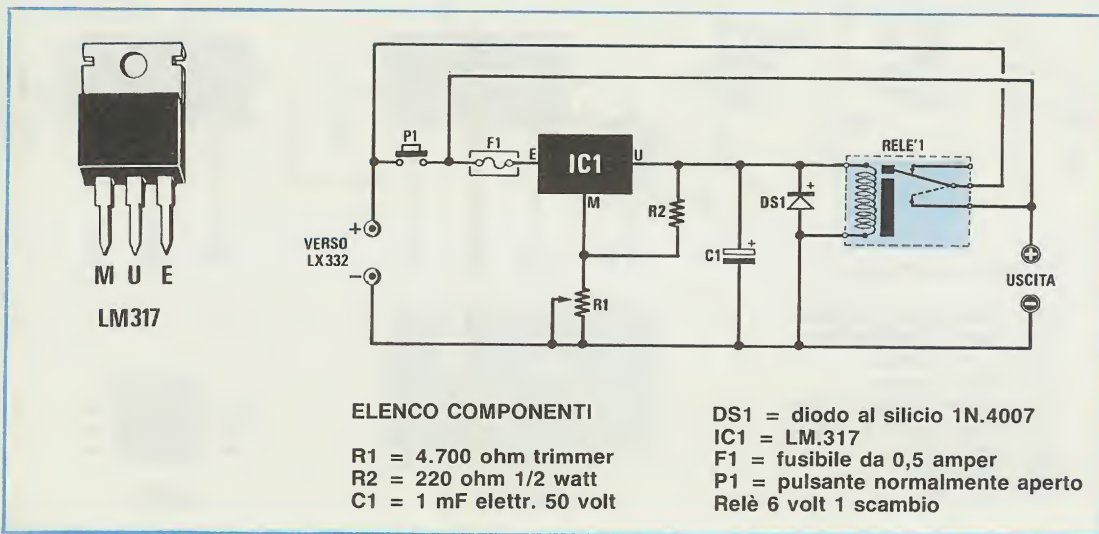 M U E
LM317
P1
F1
E
IC1
U
M
R2
C1
+
DS1
+
RELE'1
VERSO
LX332
+
-
R1
USCITA
+
-
ELENCO COMPONENTI
R1 = 4.700 ohm trimmer
R2 = 220 ohm 1/2 watt
C1 = 1 mF elettr. 50 volt
DS1 = diodo al silicio 1N.4007
IC1 = LM.317
F1 = fusibile da 0,5 amper
P1 = pulsante normalmente aperto
Relè 6 volt 1 scambio